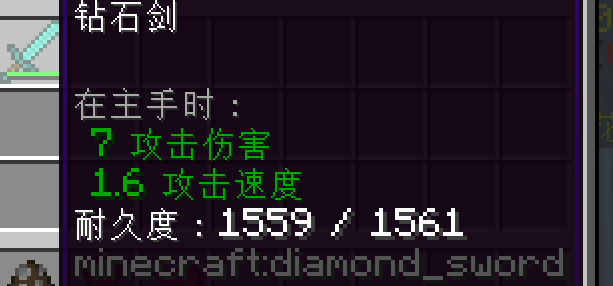 钻石剑
在主手时：
7 攻击伤害
1.6 攻击速度
耐久度：1559 / 1561
minecraft:diamond_sword